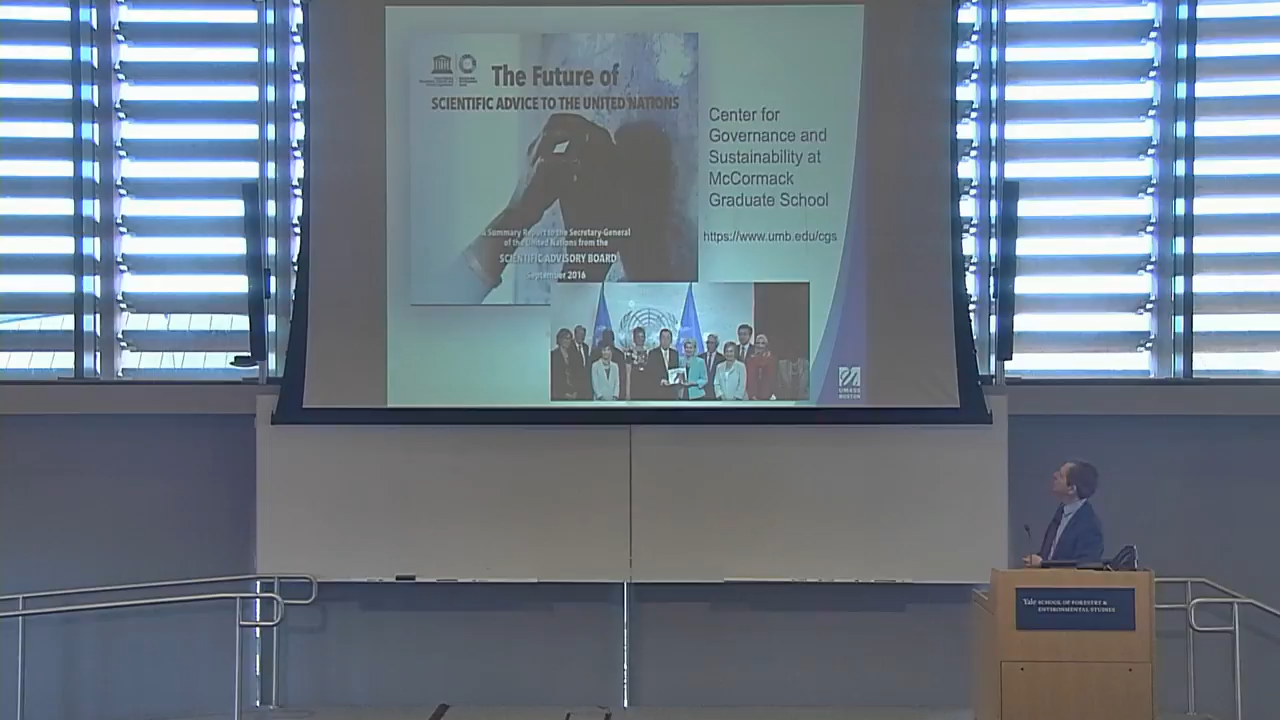 The Future of
SCIENTIFIC ADVICE TO THE UNITED NATIONS
A Summary Report to the Secretary-General
of the United Nations from the
SCIENTIFIC ADVISORY BOARD
September 2016
Center for
Governance and
Sustainability at
McCormack
Graduate School
https://www.umb.edu/cgs
UMASS
BOSTON
Yale SCHOOL OF FORESTRY &
ENVIRONMENTAL STUDIES